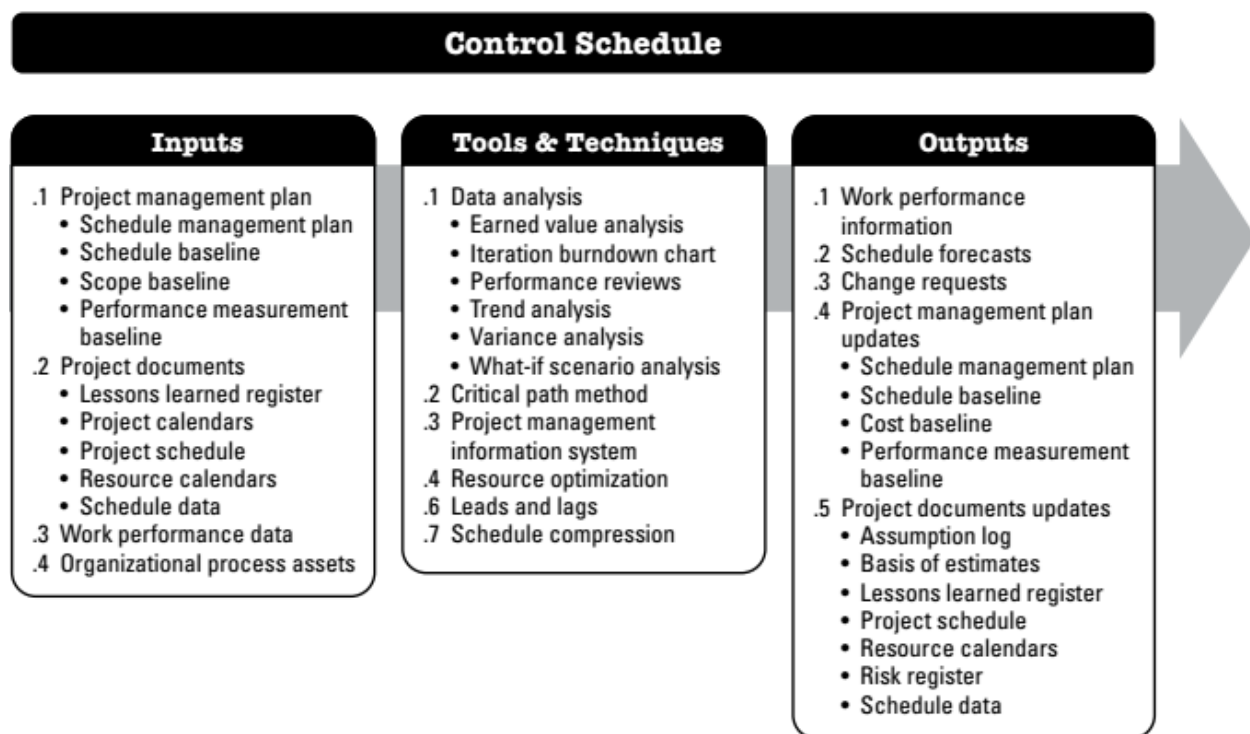 Control Schedule
Inputs
.1 Project management plan
• Schedule management plan
• Schedule baseline
• Scope baseline
• Performance measurement
baseline
.2 Project documents
• Lessons learned register
• Project calendars
• Project schedule
• Resource calendars
• Schedule data
.3 Work performance data
.4 Organizational process assets
Tools & Techniques
.1 Data analysis
• Earned value analysis
• Iteration burndown chart
• Performance reviews
• Trend analysis
• Variance analysis
• What-if scenario analysis
.2 Critical path method
.3 Project management
information system
.4 Resource optimization
.6 Leads and lags
.7 Schedule compression
Outputs
.1 Work performance
information
.2 Schedule forecasts
.3 Change requests
.4 Project management plan
updates
• Schedule management plan
• Schedule baseline
• Cost baseline
• Performance measurement
baseline
.5 Project documents updates
• Assumption log
• Basis of estimates
• Lessons learned register
• Project schedule
• Resource calendars
• Risk register
• Schedule data